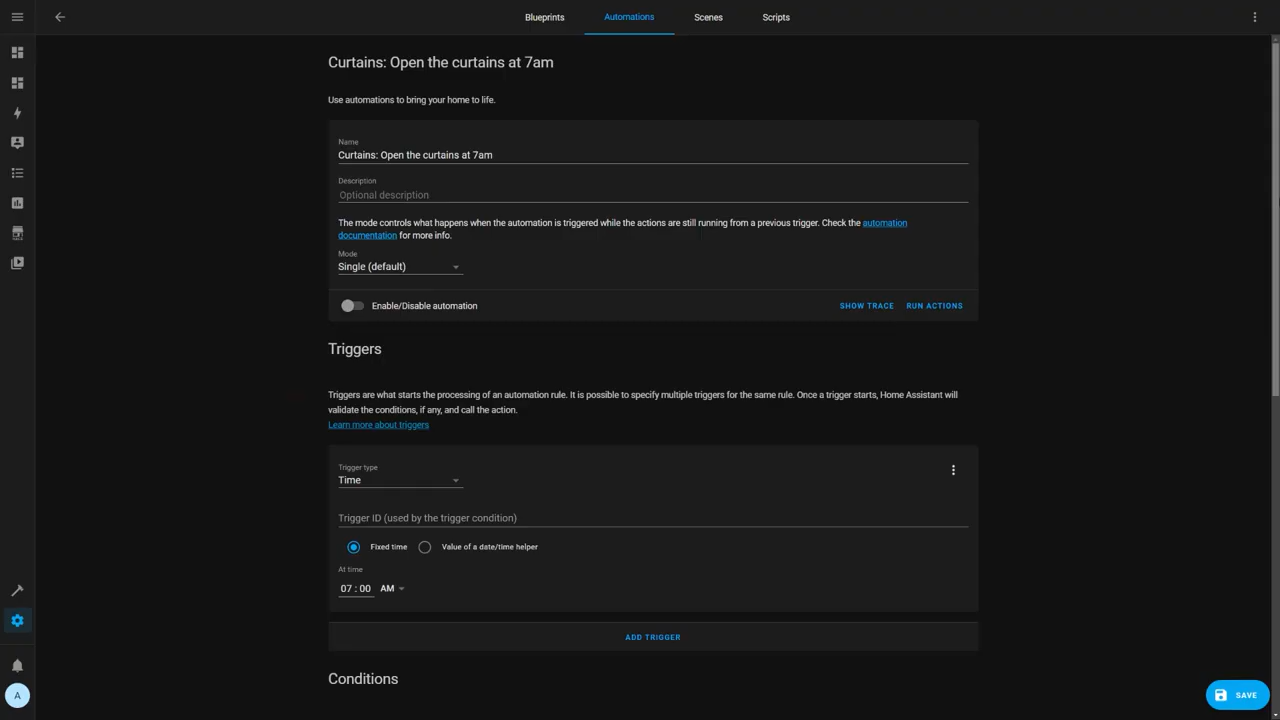 Blueprints
Automations
Scenes
Scripts
Curtains: Open the curtains at 7am
Use automations to bring your home to life.
Name
Curtains: Open the curtains at 7am
Description
Optional description
The mode controls what happens when the automation is triggered while the actions are still running from a previous trigger. Check the automation
documentation for more info.
Mode
Single (default)
Enable/Disable automation
SHOW TRACE
RUN ACTIONS
Triggers
Triggers are what starts the processing of an automation rule. It is possible to specify multiple triggers for the same rule. Once a trigger starts, Home Assistant will
validate the conditions, if any, and call the action.
Learn more about triggers
Trigger type
Time
Trigger ID (used by the trigger condition)
Fixed time
Value of a date/time helper
At time
07 : 00 AM
ADD TRIGGER
Conditions
A
SAVE